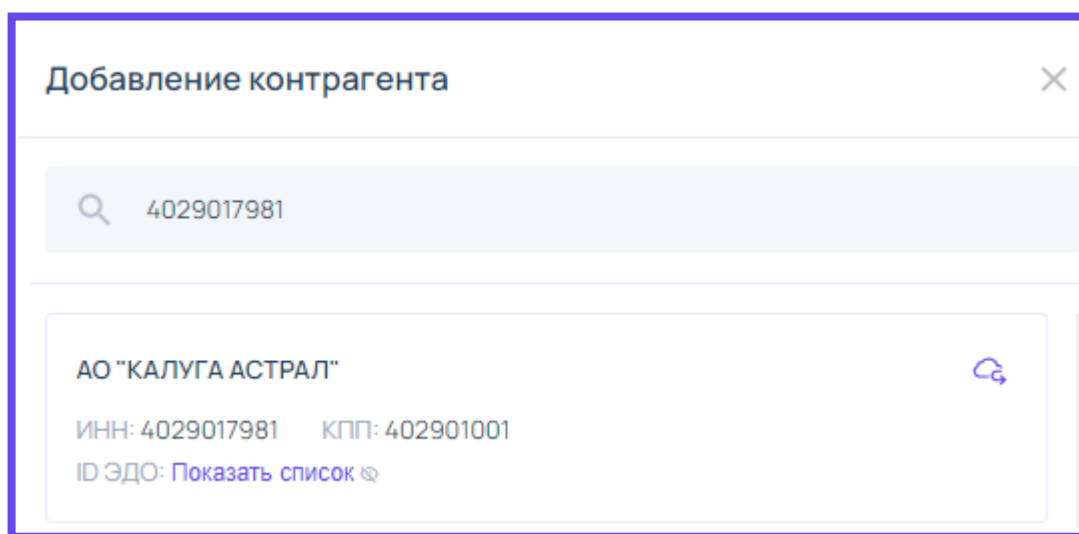 Добавление контрагента
4029017981
АО "КАЛУГА АСТРАЛ"
ИНН: 4029017981 КПП: 402901001
ID ЭДО: Показать список